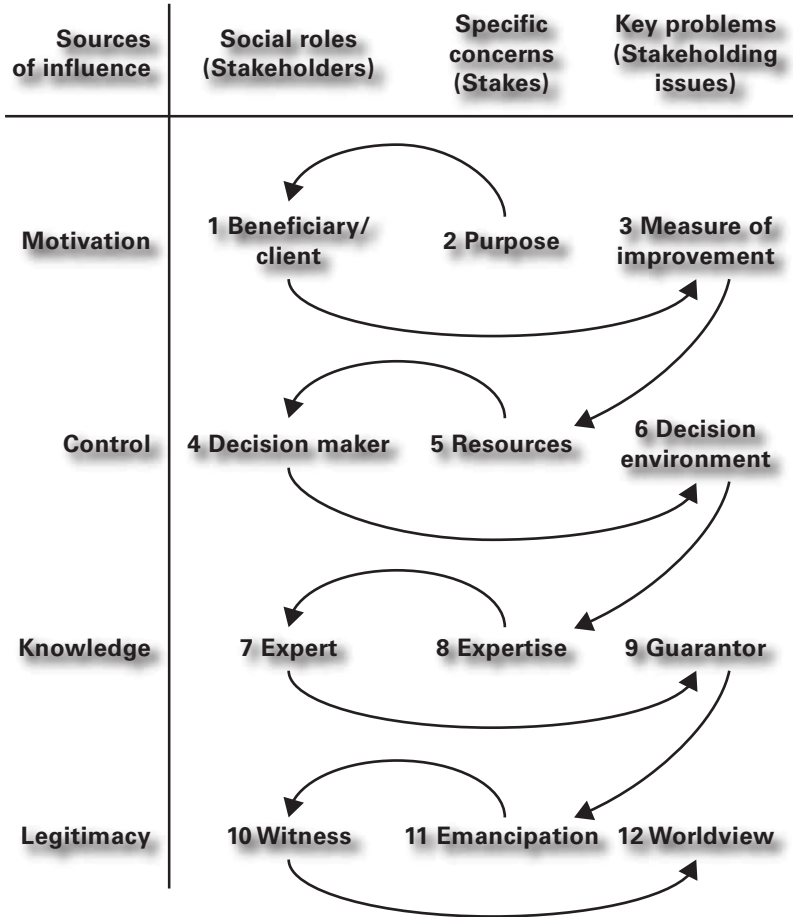 Sources
of influence
Social roles
(Stakeholders)
Specific
concerns
(Stakes)
Key problems
(Stakeholding
issues)
Motivation
1 Beneficiary/
client
2 Purpose
3 Measure of
improvement
Control
4 Decision maker
5 Resources
6 Decision
environment
Knowledge
7 Expert
8 Expertise
9 Guarantor
Legitimacy
10 Witness
11 Emancipation
12 Worldview